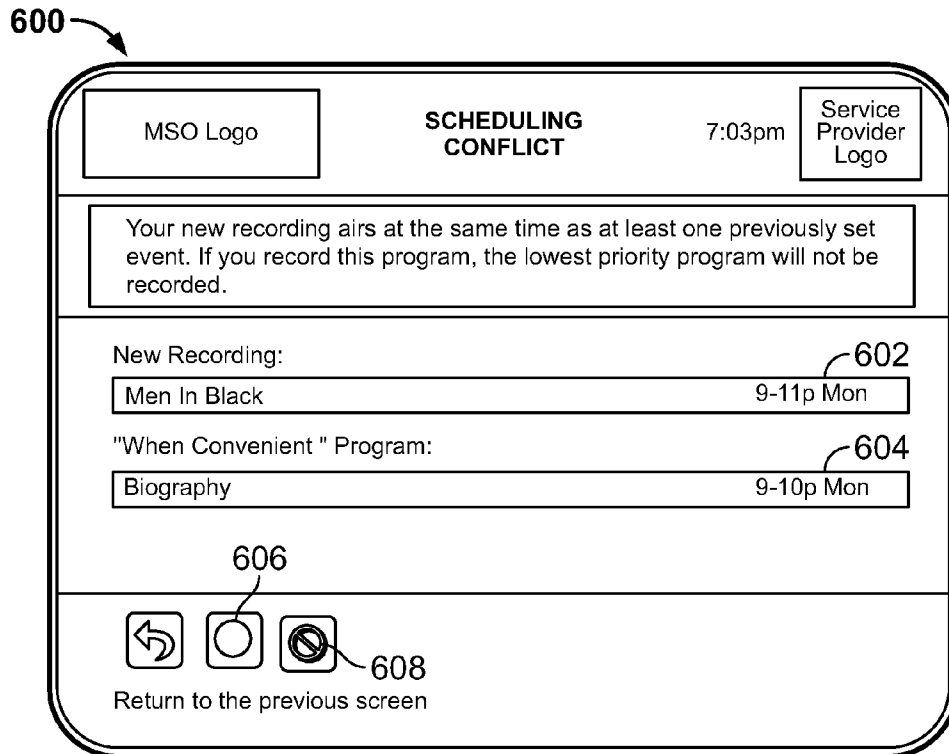 600
MSO Logo
SCHEDULING
CONFLICT
7:03pm
Service
Provider
Logo
Your new recording airs at the same time as at least one previously set
event. If you record this program, the lowest priority program will not be
recorded.
New Recording:
602
Men In Black 9-11p Mon
"When Convenient " Program:
604
Biography 9-10p Mon
606
608
Return to the previous screen